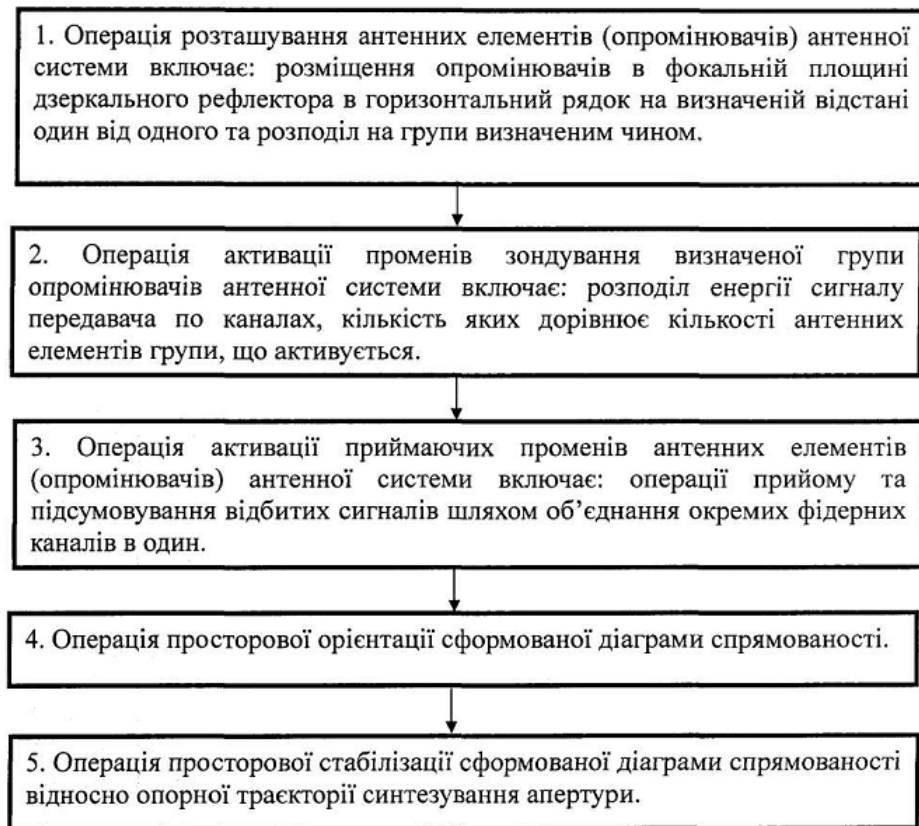 1. Операція розташування антенних елементів (опромінювачів) антенної
системи включає: розміщення опромінювачів в фокальній площині
дзеркального рефлектора в горизонтальний рядок на визначеній відстані
один від одного та розподіл на групи визначеним чином.
2. Операція активації променів зондування визначеної групи
опромінювачів антенної системи включає: розподіл енергії сигналу
передавача по каналах, кількість яких дорівнює кількості антенних
елементів групи, що активується.
3. Операція активації приймаючих променів антенних елементів
(опромінювачів) антенної системи включає: операції прийому та
підсумовування відбитих сигналів шляхом об’єднання окремих фідерних
каналів в один.
4. Операція просторової орієнтації сформованої діаграми спрямованості.
5. Операція просторової стабілізації сформованої діаграми спрямованості
відносно опорної траєкторії синтезування апертури.